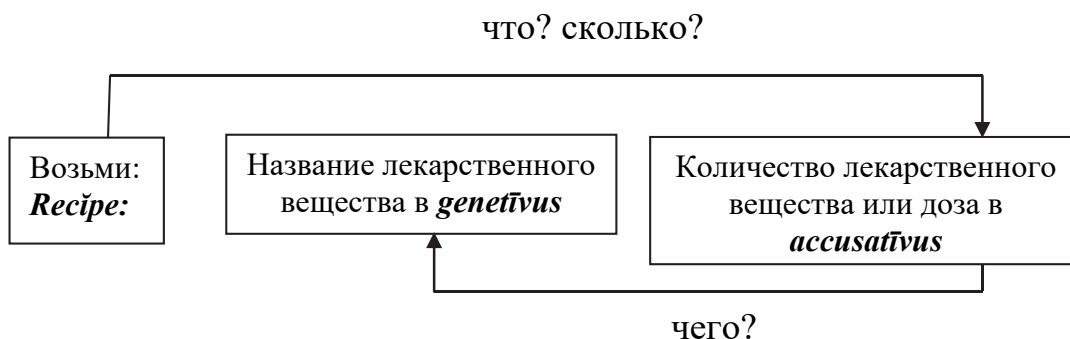 что? сколько?
Возьми:
Recĭpe:
Название лекарственного
вещества в genetīvus
Количество лекарственного
вещества или доза в
accusatīvus
чего?